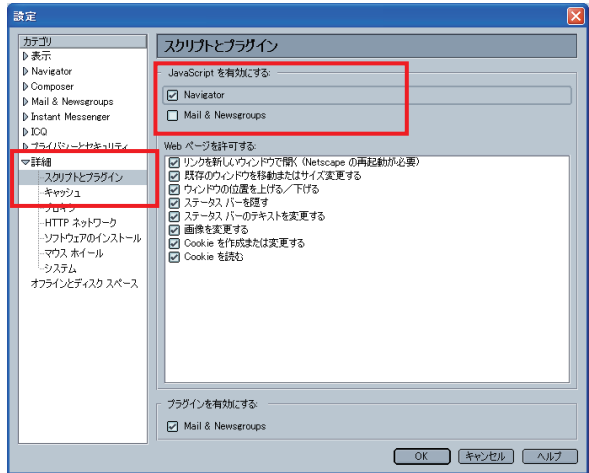 設定
カテゴリ
表示
Navigator
Composer
Mail & Newsgroups
Instant Messenger
ICQ
プライバシーとセキュリティ
詳細
スクリプトとプラグイン
キャッシュ
プロキシ
HTTP ネットワーク
ソフトウェアのインストール
マウス ホイール
システム
オフラインとディスク スペース
スクリプトとプラグイン
JavaScript を有効にする:
Navigator
Mail & Newsgroups
Web ページを許可する:
リンクを新しいウィンドウで開く (Netscape の再起動が必要)
既存のウィンドウを移動またはサイズ変更する
ウィンドウの位置を上げる／下げる
ステータス バーを隠す
ステータス バーのテキストを変更する
画像を変更する
Cookie を作成または変更する
Cookie を読む
プラグインを有効にする:
Mail & Newsgroups
OK
キャンセル
ヘルプ